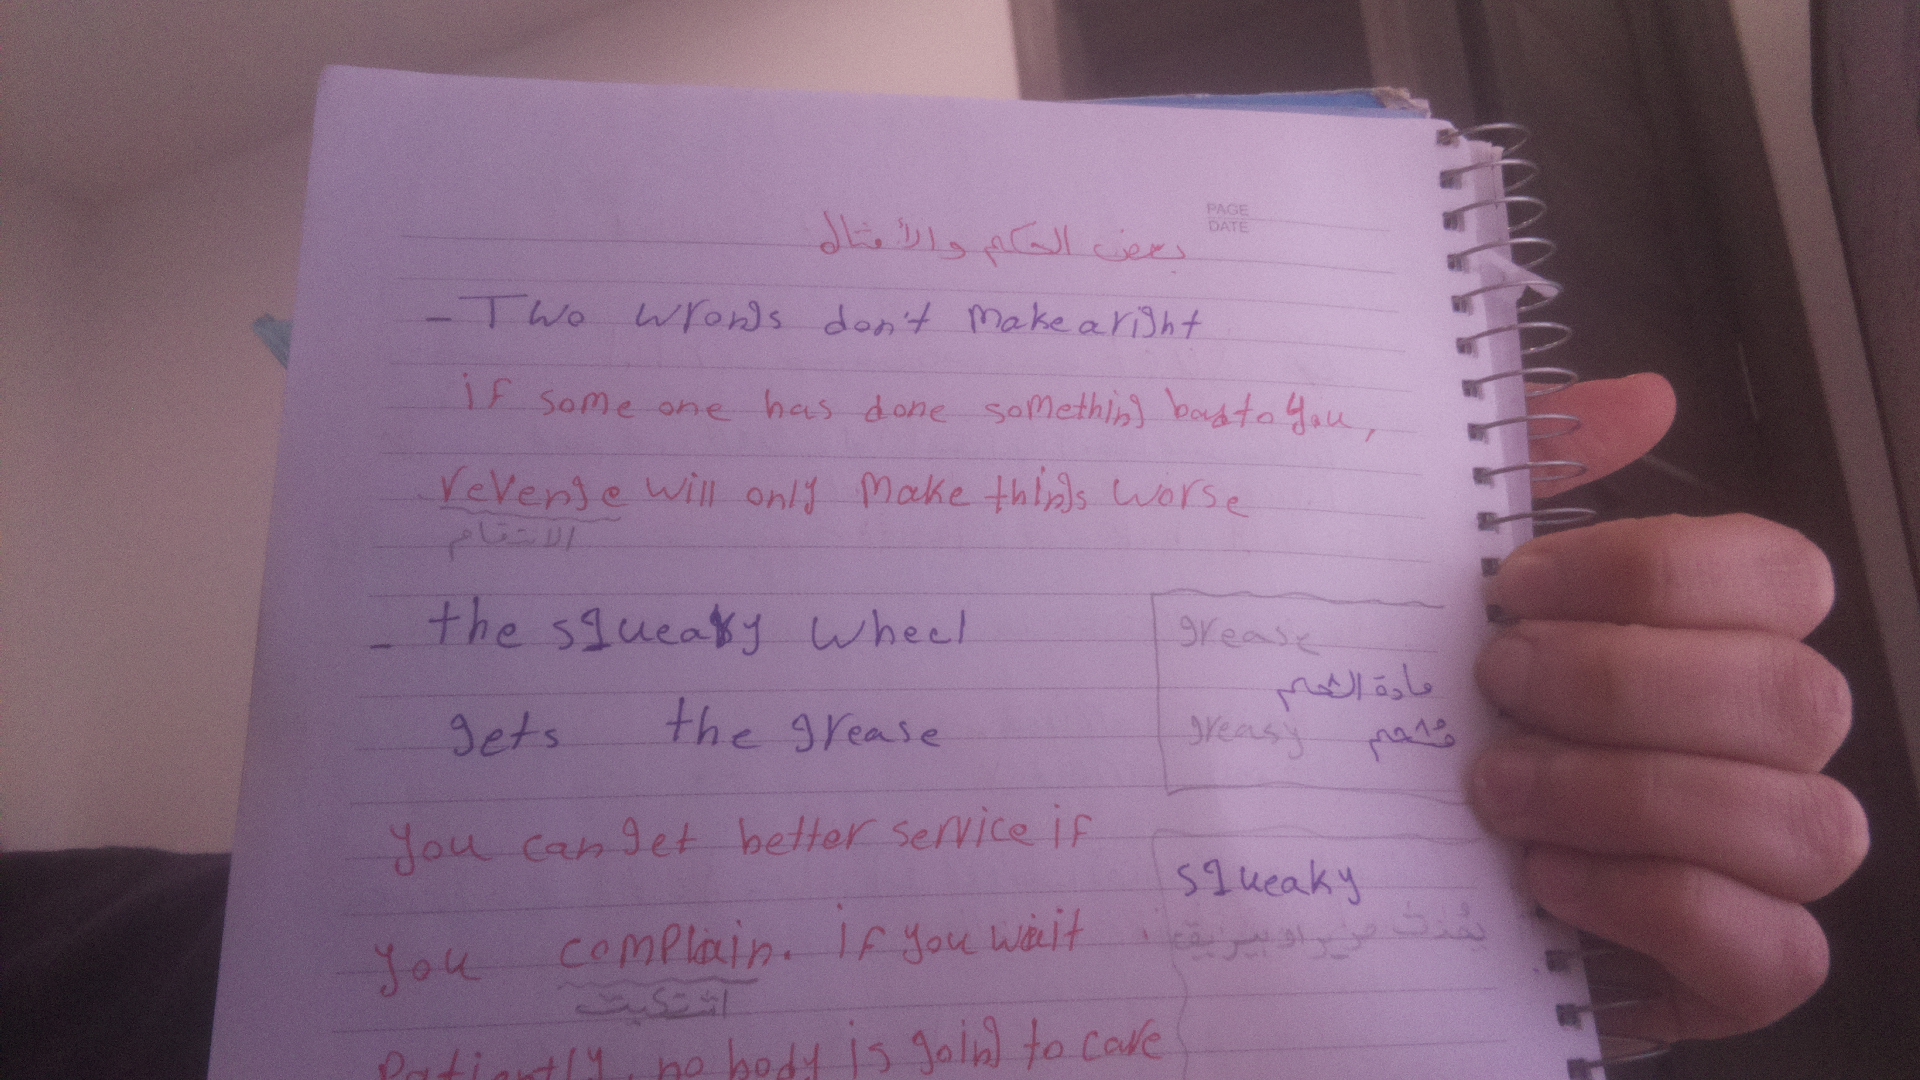 PAGE
DATE
بعض الحكم والأمثال
- Two wrongs don't make a right
if some one has done something bad to you,
revenge will only make things worse
الانتقام
- the squeaky wheel
gets the grease
grease
مادة الشحم
greasy مشحم
you can get better service if
you complain. if you wait
اشتكيت
squeaky
يُحدث صرير او
Patiently, no body is going to care